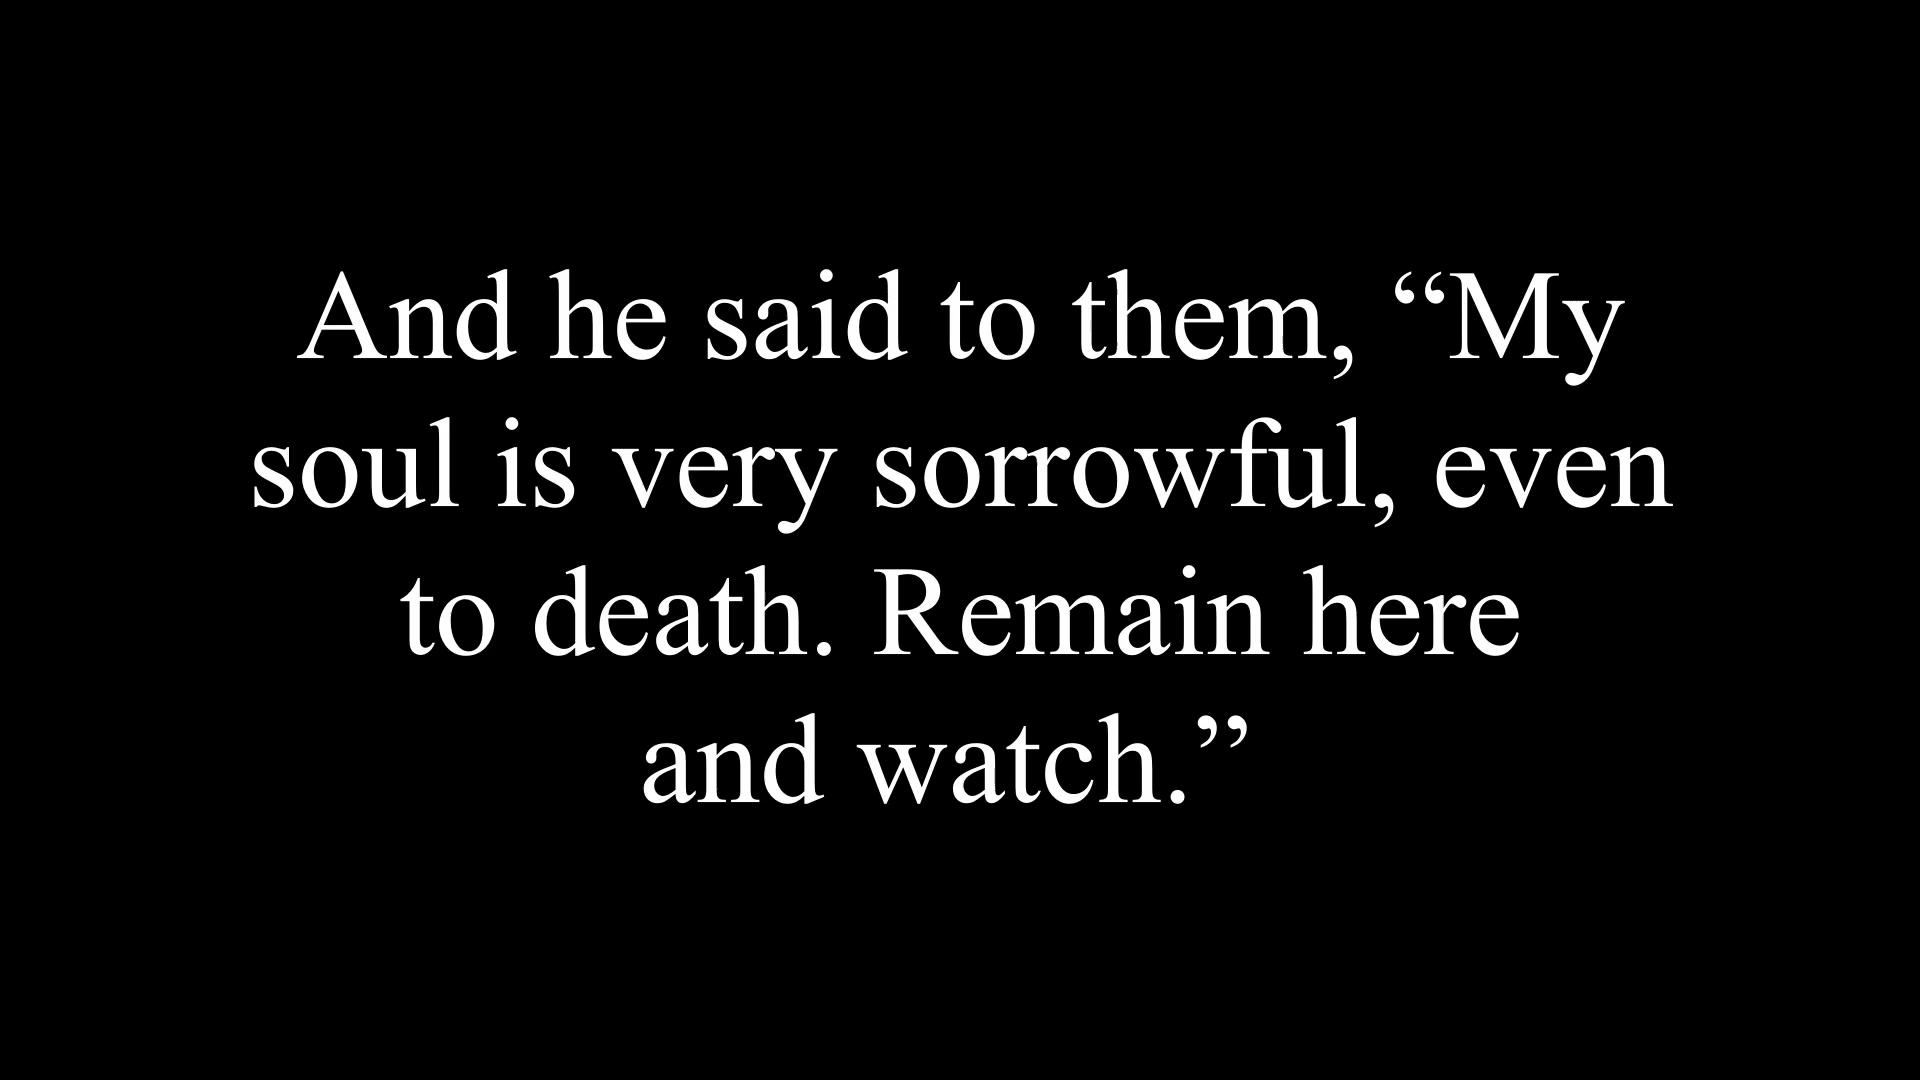 And he said to them, “My
soul is very sorrowful, even
to death. Remain here
and watch.”